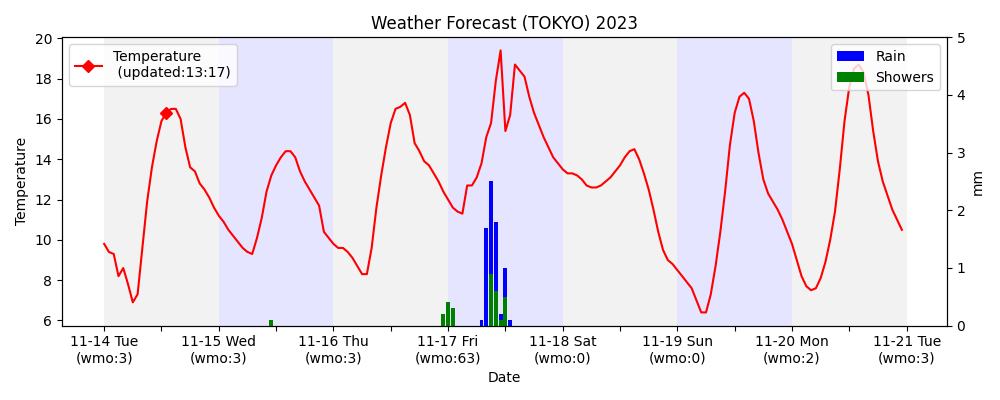 Weather Forecast (TOKYO) 2023
Temperature
(updated:13:17)
Rain
Showers
20
18
16
14
12
10
8
6
Temperature
5
4
3
2
1
0
mm
11-14 Tue
(wmo:3)
11-15 Wed
(wmo:3)
11-16 Thu
(wmo:3)
11-17 Fri
(wmo:63)
11-18 Sat
(wmo:0)
11-19 Sun
(wmo:0)
11-20 Mon
(wmo:2)
11-21 Tue
(wmo:3)
Date